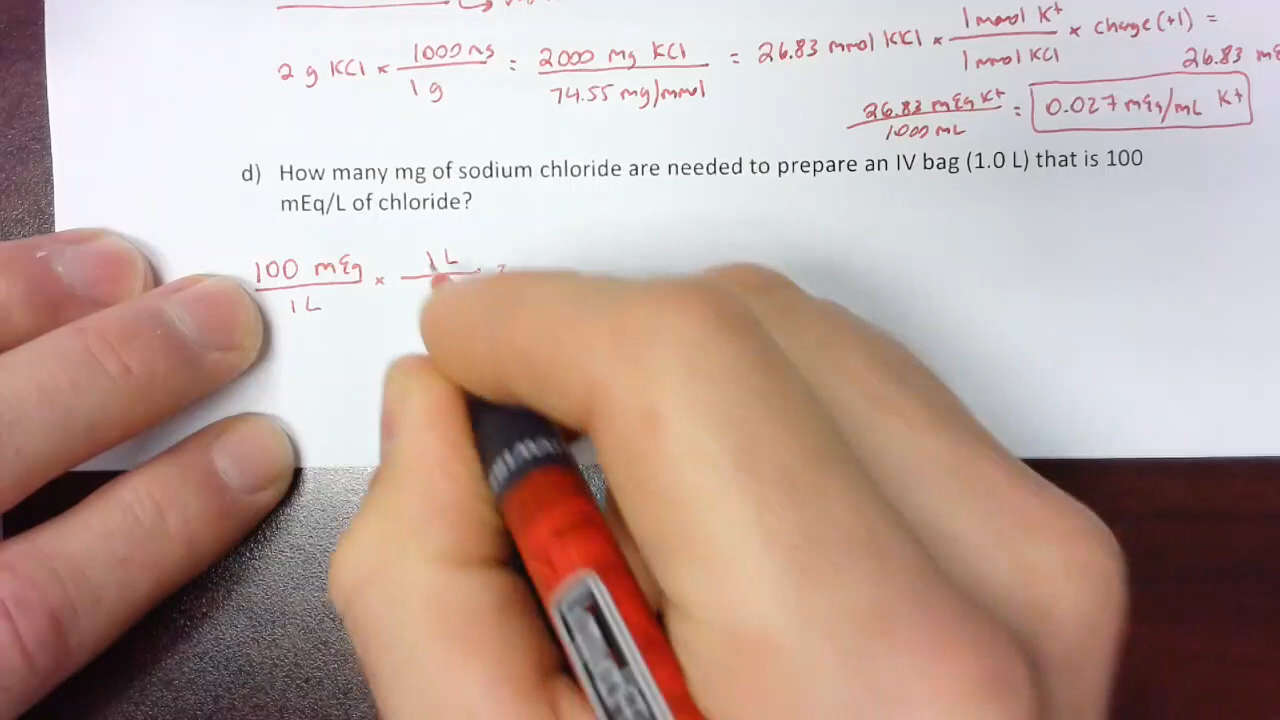 2 g KCl × 1000 mg / 1 g = 2000 mg KCl / 74.55 mg/mmol = 26.83 mmol KCl × 1 mmol K+ / 1 mmol KCl × charge (+1) =
26.83
26.83 mEq K+ / 1000 mL = 0.027 mEq/mL K+
d) How many mg of sodium chloride are needed to prepare an IV bag (1.0 L) that is 100
mEq/L of chloride?
100 mEq / 1 L × 1 L